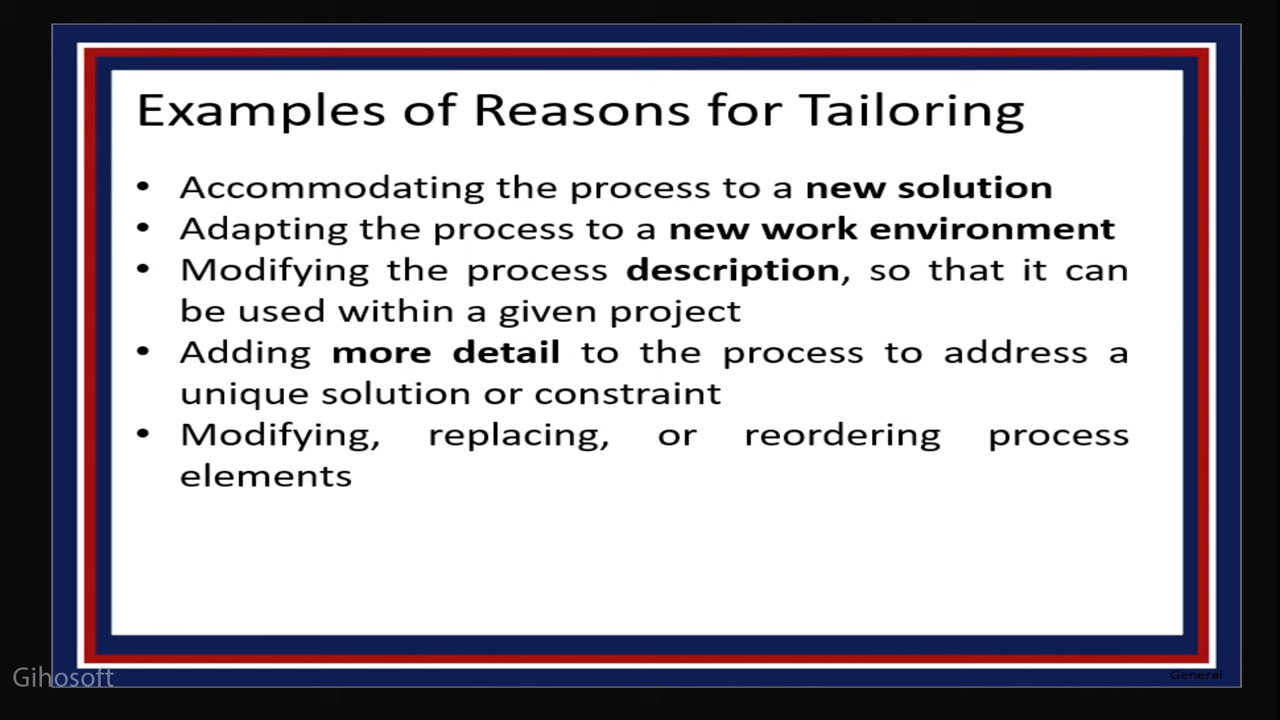 Examples of Reasons for Tailoring
• Accommodating the process to a new solution
• Adapting the process to a new work environment
• Modifying the process description, so that it can
be used within a given project
• Adding more detail to the process to address a
unique solution or constraint
• Modifying, replacing, or reordering process
elements
Gihosoft
General